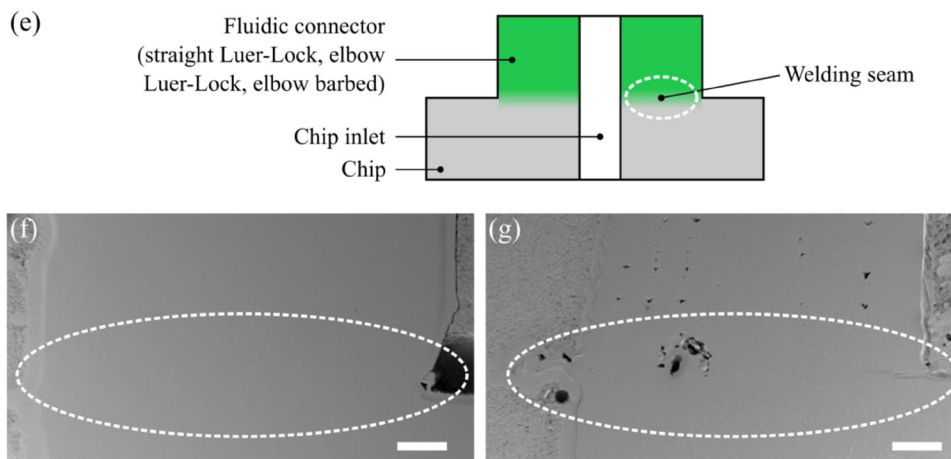 (e)
Fluidic connector
(straight Luer-Lock, elbow
Luer-Lock, elbow barbed)
Welding seam
Chip inlet
Chip
(f)
(g)